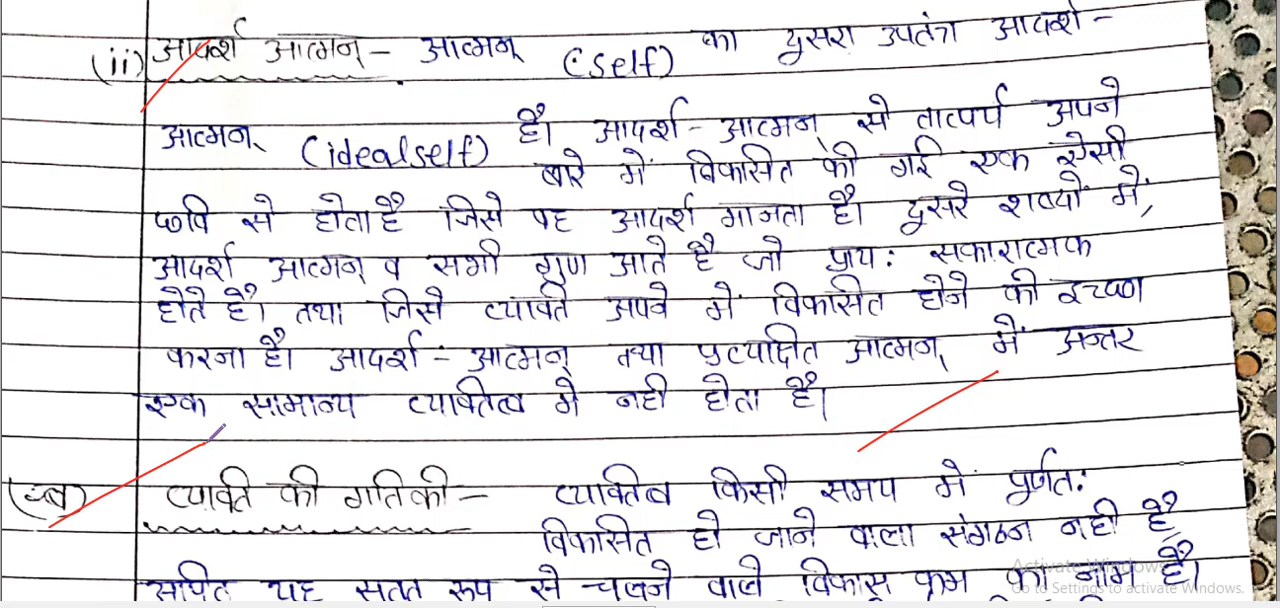 (ii) आदर्श आत्मन् – आत्मन् (Self) का दुसरा उपतंत्र आदर्श –
आत्मन् (idealself) है। आदर्श – आत्मन् से तात्पर्य अपने
बारे में विकसित की गई एक ऐसी
छवि से होता है जिसे वह आदर्श मानता है। दुसरे शब्दों में,
आदर्श आत्मन् व सभी गुण आते है जो प्राय: सकारात्मक
होते है। तथा जिसे व्यक्ति अपने में विकसित होने की इच्छा
करना है। आदर्श – आत्मन् तथा प्रत्यक्षित आत्मन् में अन्तर
एक सामान्य व्यक्तित्व में नही होता है।
(ब) व्यक्ति की गतिकी – व्यक्तित्व किसी समय में पुर्णत:
विकसित हो जाने वाला संगठन नही है,
अपितु यह सतत रूप से चलने वाले विकास क्रम का नाम है।
Activate Windows
Go to Settings to activate Windows.